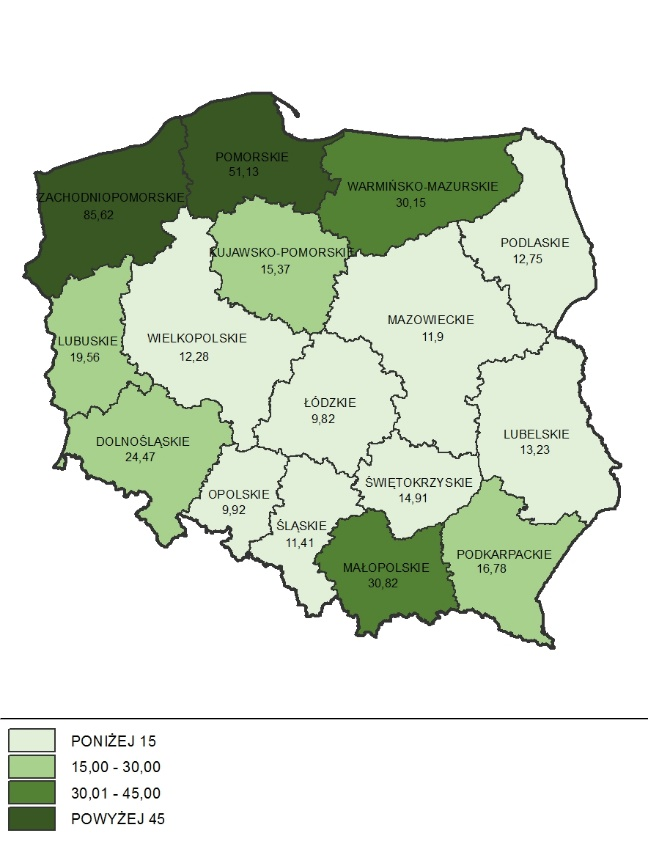 POMORSKIE
51,13
WARMIŃSKO-MAZURSKIE
30,15
ZACHODNIOPOMORSKIE
85,62
PODLASKIE
12,75
KUJAWSKO-POMORSKIE
15,37
MAZOWIECKIE
11,9
LUBUSKIE
19,56
WIELKOPOLSKIE
12,28
ŁÓDZKIE
9,82
LUBELSKIE
13,23
DOLNOŚLĄSKIE
24,47
OPOLSKIE
9,92
ŚWIĘTOKRZYSKIE
14,91
ŚLĄSKIE
11,41
MAŁOPOLSKIE
30,82
PODKARPACKIE
16,78
PONIŻEJ 15
15,00 - 30,00
30,01 - 45,00
POWYŻEJ 45